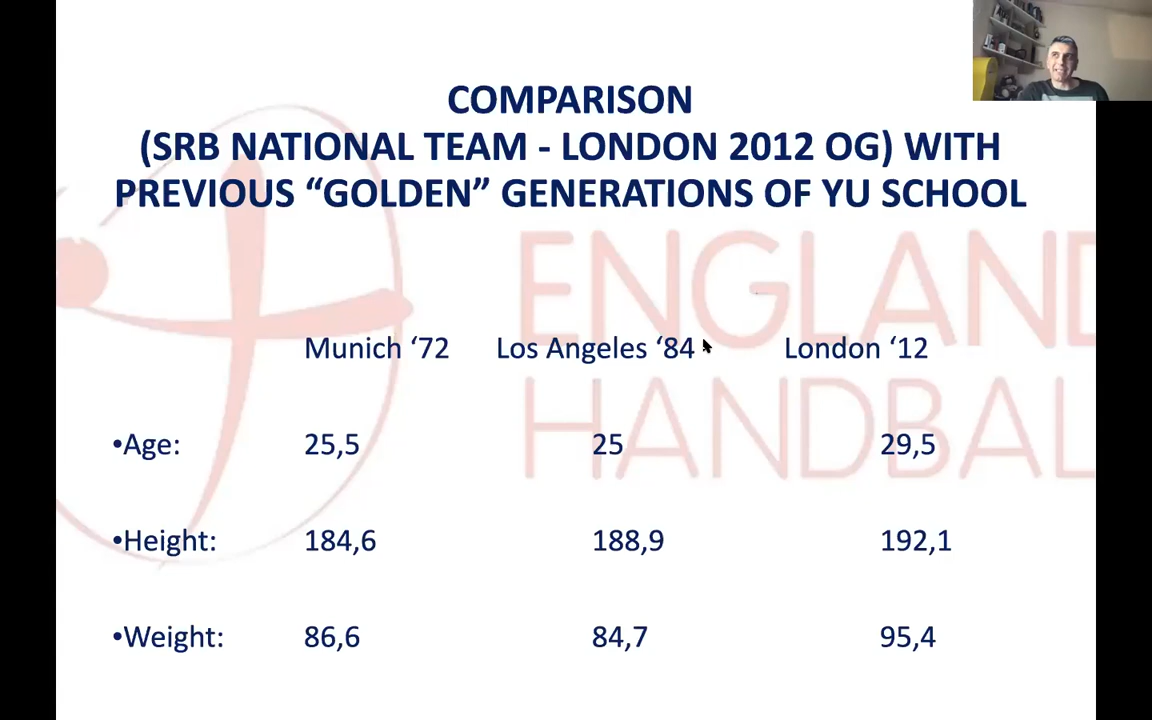 COMPARISON
(SRB NATIONAL TEAM - LONDON 2012 OG) WITH
PREVIOUS “GOLDEN” GENERATIONS OF YU SCHOOL
ENGLAND
HANDBAL
Munich ‘72 Los Angeles ‘84 London ‘12
•Age: 25,5 25 29,5
•Height: 184,6 188,9 192,1
•Weight: 86,6 84,7 95,4